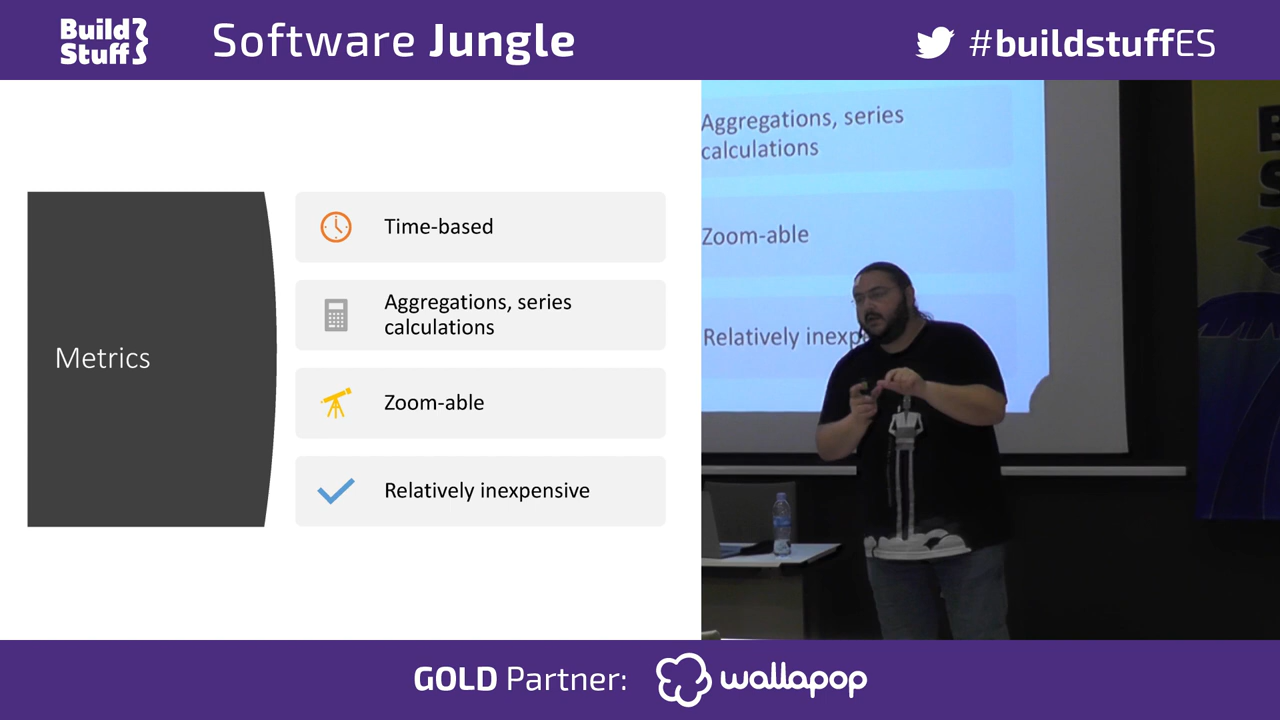 Build
Stuff
Software Jungle
#buildstuffES
Metrics
Time-based
Aggregations, series
calculations
Zoom-able
Relatively inexpensive
Aggregations, series
calculations
Zoom-able
Relatively
GOLD Partner:
wallapop